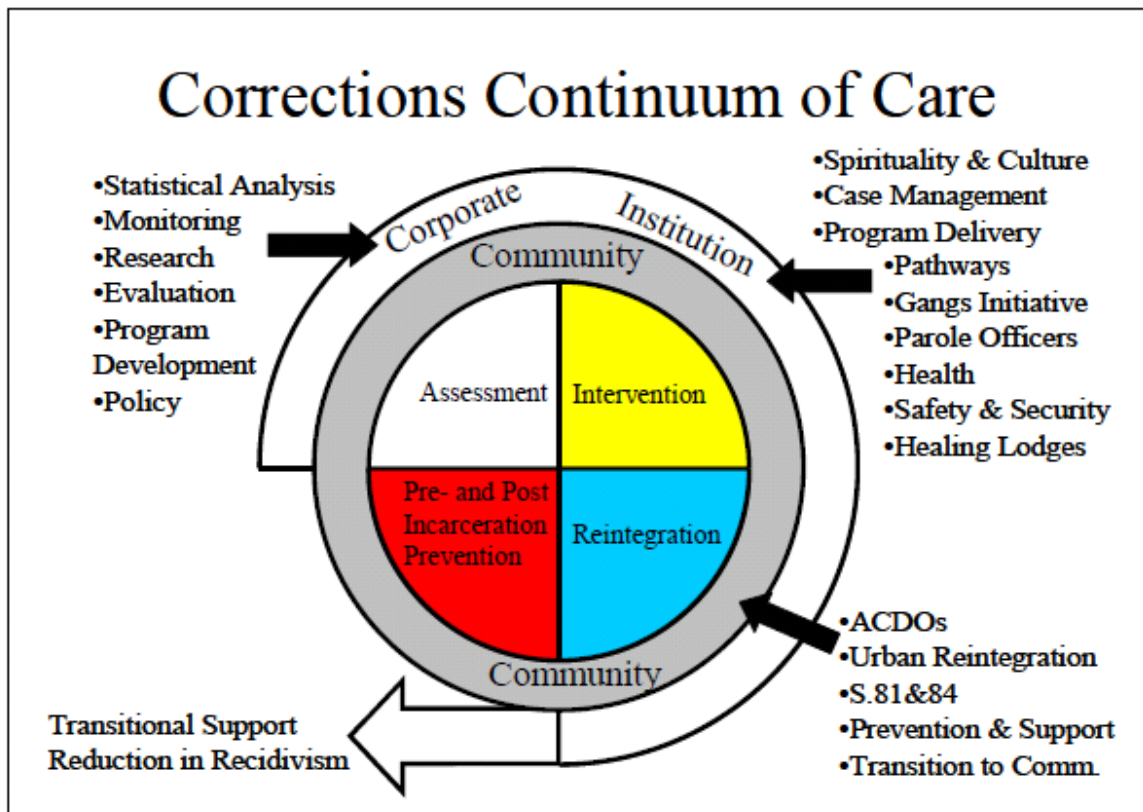 Corrections Continuum of Care
•Statistical Analysis
•Monitoring
•Research
•Evaluation
•Program
Development
•Policy
Corporate
Institution
•Spirituality & Culture
•Case Management
•Program Delivery
•Pathways
•Gangs Initiative
•Parole Officers
•Health
•Safety & Security
•Healing Lodges
Community
Assessment
Intervention
Pre- and Post
Incarceration
Prevention
Reintegration
Community
•ACDOs
•Urban Reintegration
•S.81&84
•Prevention & Support
•Transition to Comm.
Transitional Support
Reduction in Recidivism